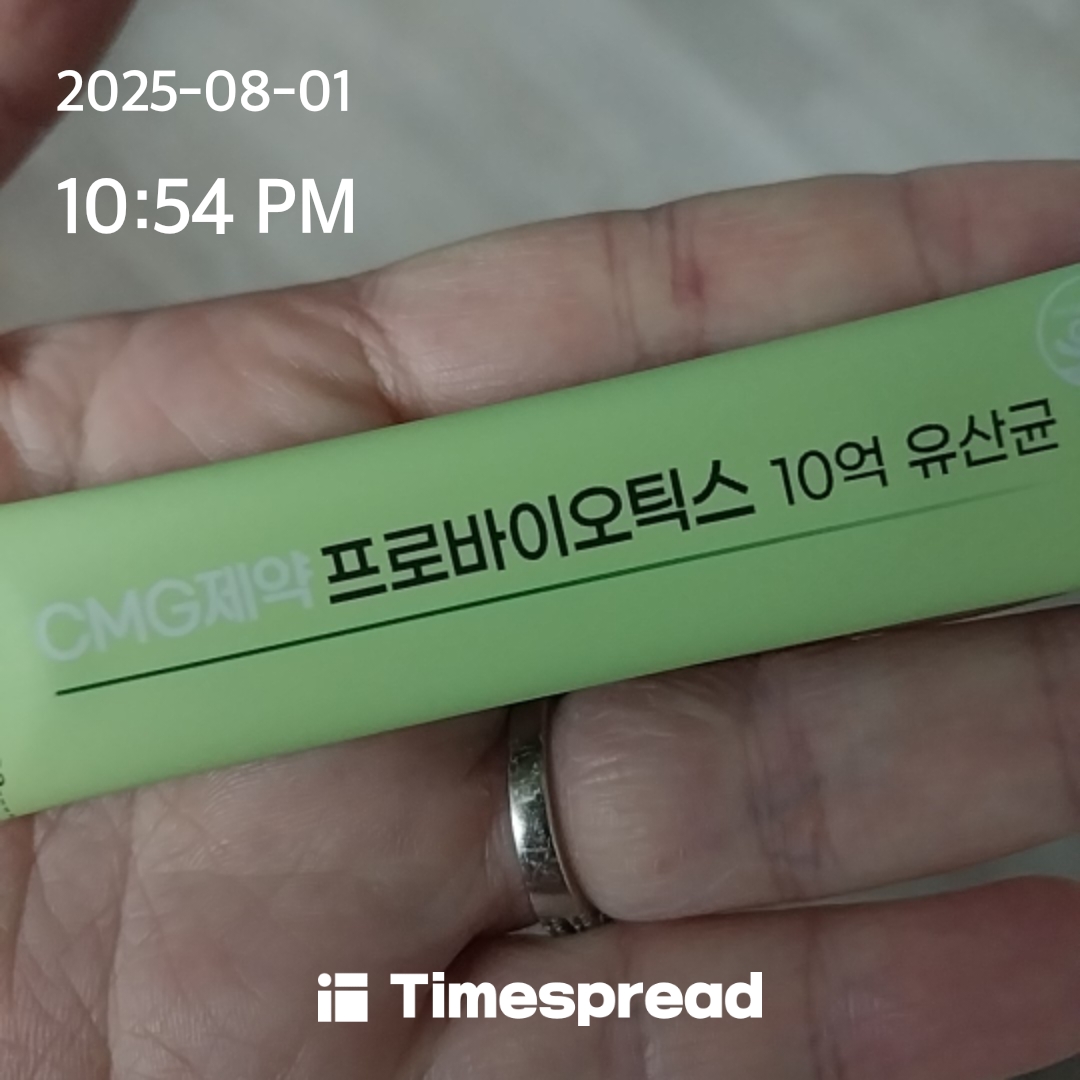 2025-08-01
10:54 PM
CMG제약 프로바이오틱스 10억 유산균
Timespread